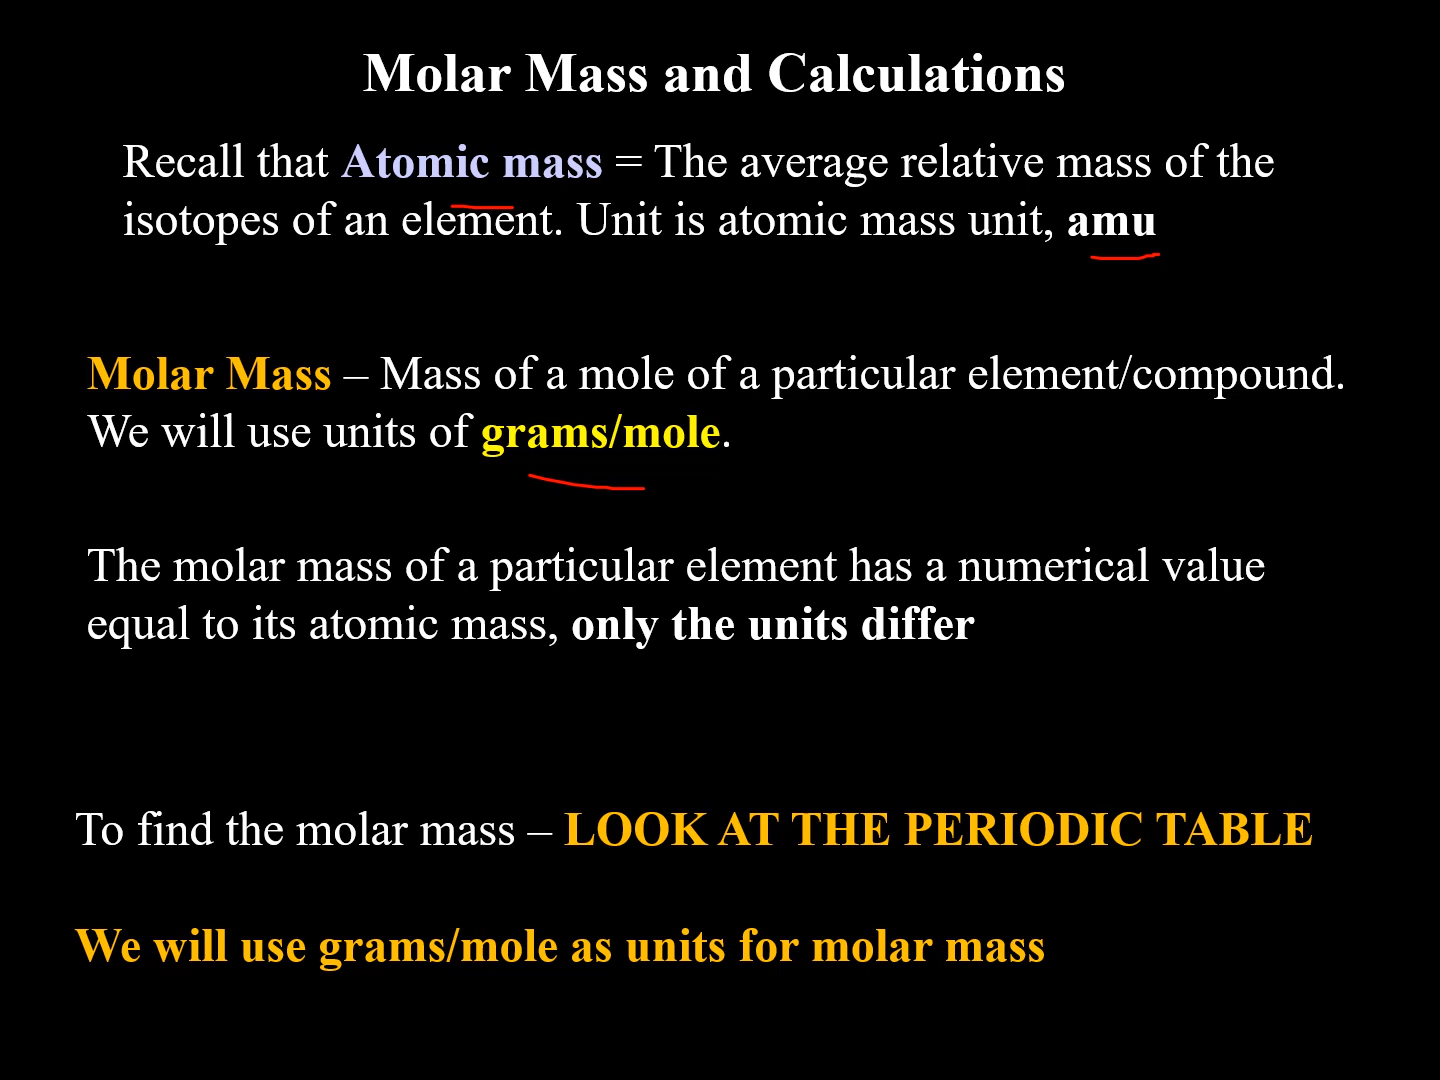 Molar Mass and Calculations
Recall that Atomic mass = The average relative mass of the
isotopes of an element. Unit is atomic mass unit, amu
Molar Mass – Mass of a mole of a particular element/compound.
We will use units of grams/mole.
The molar mass of a particular element has a numerical value
equal to its atomic mass, only the units differ
To find the molar mass – LOOK AT THE PERIODIC TABLE
We will use grams/mole as units for molar mass